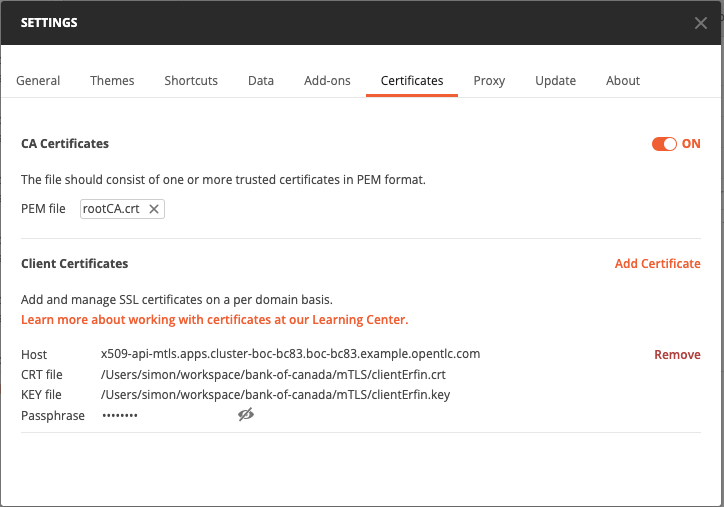 SETTINGS
General Themes Shortcuts Data Add-ons Certificates Proxy Update About
CA Certificates ON
The file should consist of one or more trusted certificates in PEM format.
PEM file rootCA.crt
Client Certificates Add Certificate
Add and manage SSL certificates on a per domain basis.
Learn more about working with certificates at our Learning Center.
Host x509-api-mtls.apps.cluster-boc-bc83.boc-bc83.example.opentlc.com Remove
CRT file /Users/simon/workspace/bank-of-canada/mTLS/clientErfin.crt
KEY file /Users/simon/workspace/bank-of-canada/mTLS/clientErfin.key
Passphrase ••••••••